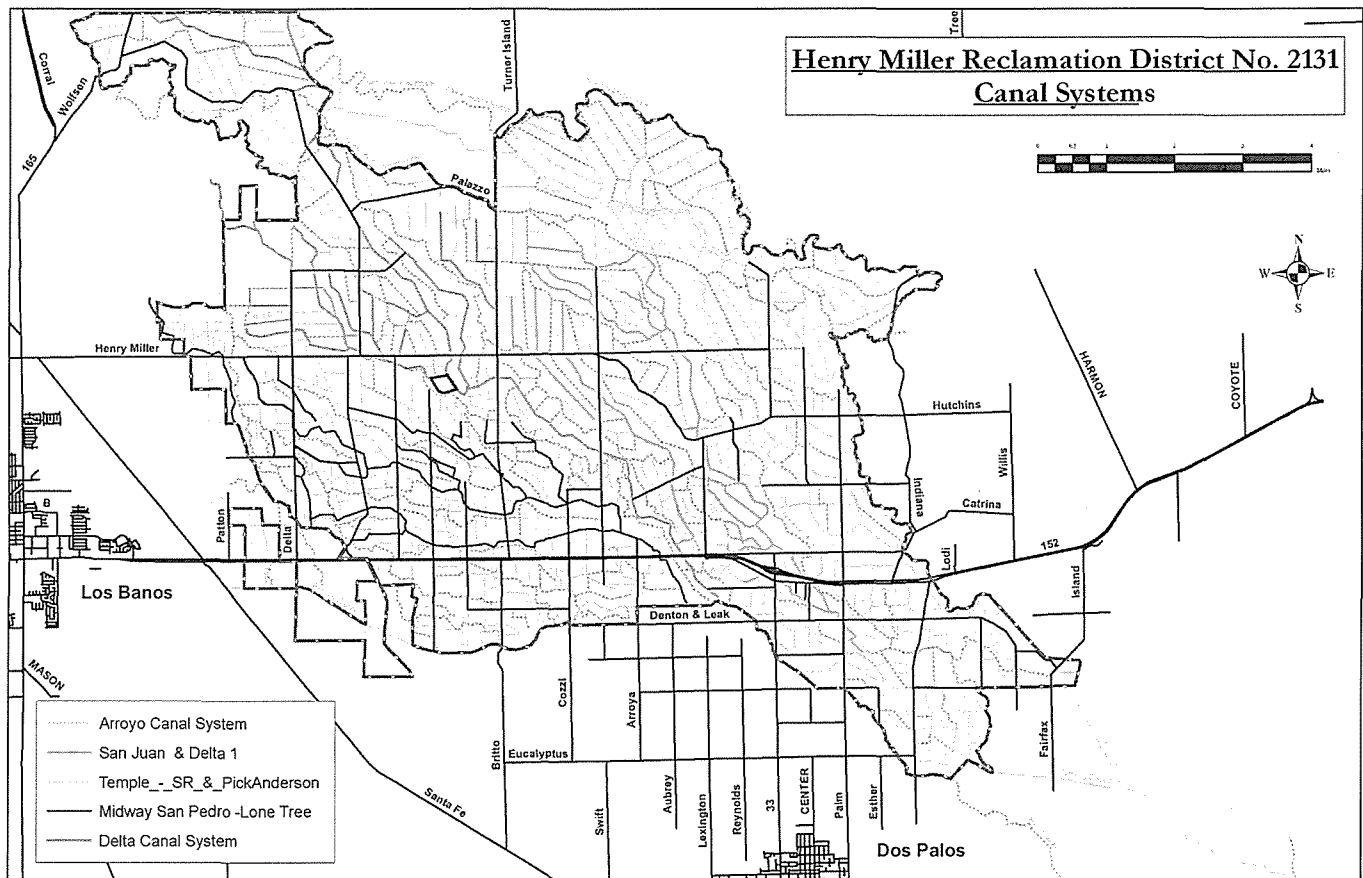 Henry Miller Reclamation District No. 2131
Canal Systems
N
W
E
S
Corral
Wolfson
165
Turner Island
Tree
Palazzo
Henry Miller
HARMON
COYOTE
Hutchins
Willis
Indiana
Catrina
Lodi
152
Island
Patton
Delta
B
Los Banos
MASON
Denton & Leak
Cozzi
Arroya
Britto
Eucalyptus
Fairfax
Santa Fe
Swift
Aubrey
Lexington
Reynolds
33
CENTER
Palm
Esther
Dos Palos
Arroyo Canal System
San Juan & Delta 1
Temple_-_SR_&_PickAnderson
Midway San Pedro -Lone Tree
Delta Canal System